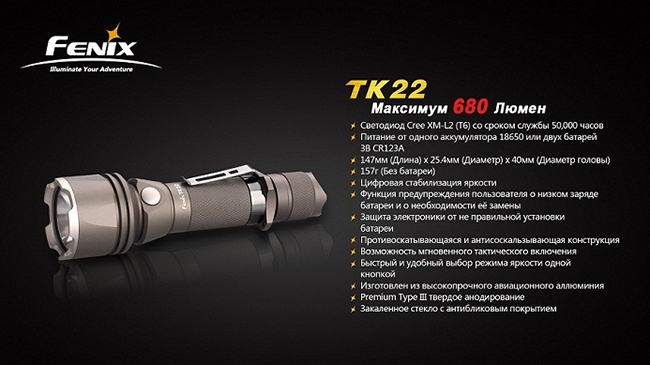 FENIX
Illuminate Your Adventure
TK22
Максимум 680 Люмен
Светодиод Cree XM-L2 (T6) со сроком службы 50,000 часов
Питание от одного аккумулятора 18650 или двух батарей
3В CR123A
147мм (Длина) x 25.4мм (Диаметр) x 40мм (Диаметр головы)
157г (Без батареи)
Цифровая стабилизация яркости
Функция предупреждения пользователя о низком заряде
батареи и о необходимости её замены
Защита электроники от не правильной установки
батареи
Противоскатывающаяся и антисоскальзывающая конструкция
Возможность мгновенного тактического включения
Быстрый и удобный выбор режима яркости одной
кнопкой
Изготовлен из высокопрочного авиационного аллюминия
Premium Type III твердое анодирование
Закаленное стекло с антибликовым покрытием